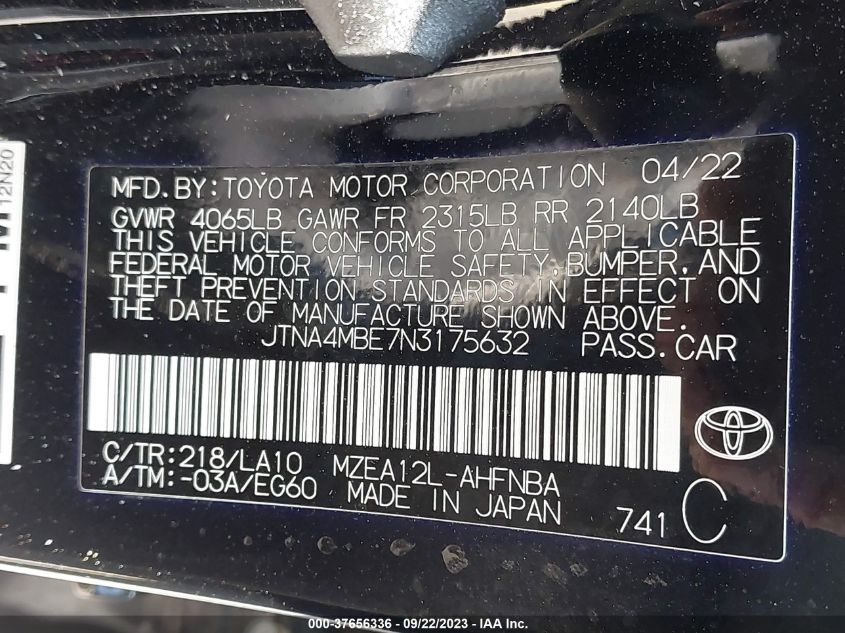 MFD.BY:TOYOTA MOTOR CORPORATION 04/22
GVWR 4065LB GAWR FR 2315LB RR 2140LB
THIS VEHICLE CONFORMS TO ALL APPLICABLE
FEDERAL MOTOR VEHICLE SAFETY,BUMPER,AND
THEFT PREVENTION STANDARDS IN EFFECT ON
THE DATE OF MANUFACTURE SHOWN ABOVE.
JTNA4MBE7N3175632 PASS.CAR
C/TR:218/LA10 MZEA12L-AHFNBA
A/TM:-03A/EG60 MADE IN JAPAN 741 C
12N20
000-37656336 - 09/22/2023 - IAA Inc.